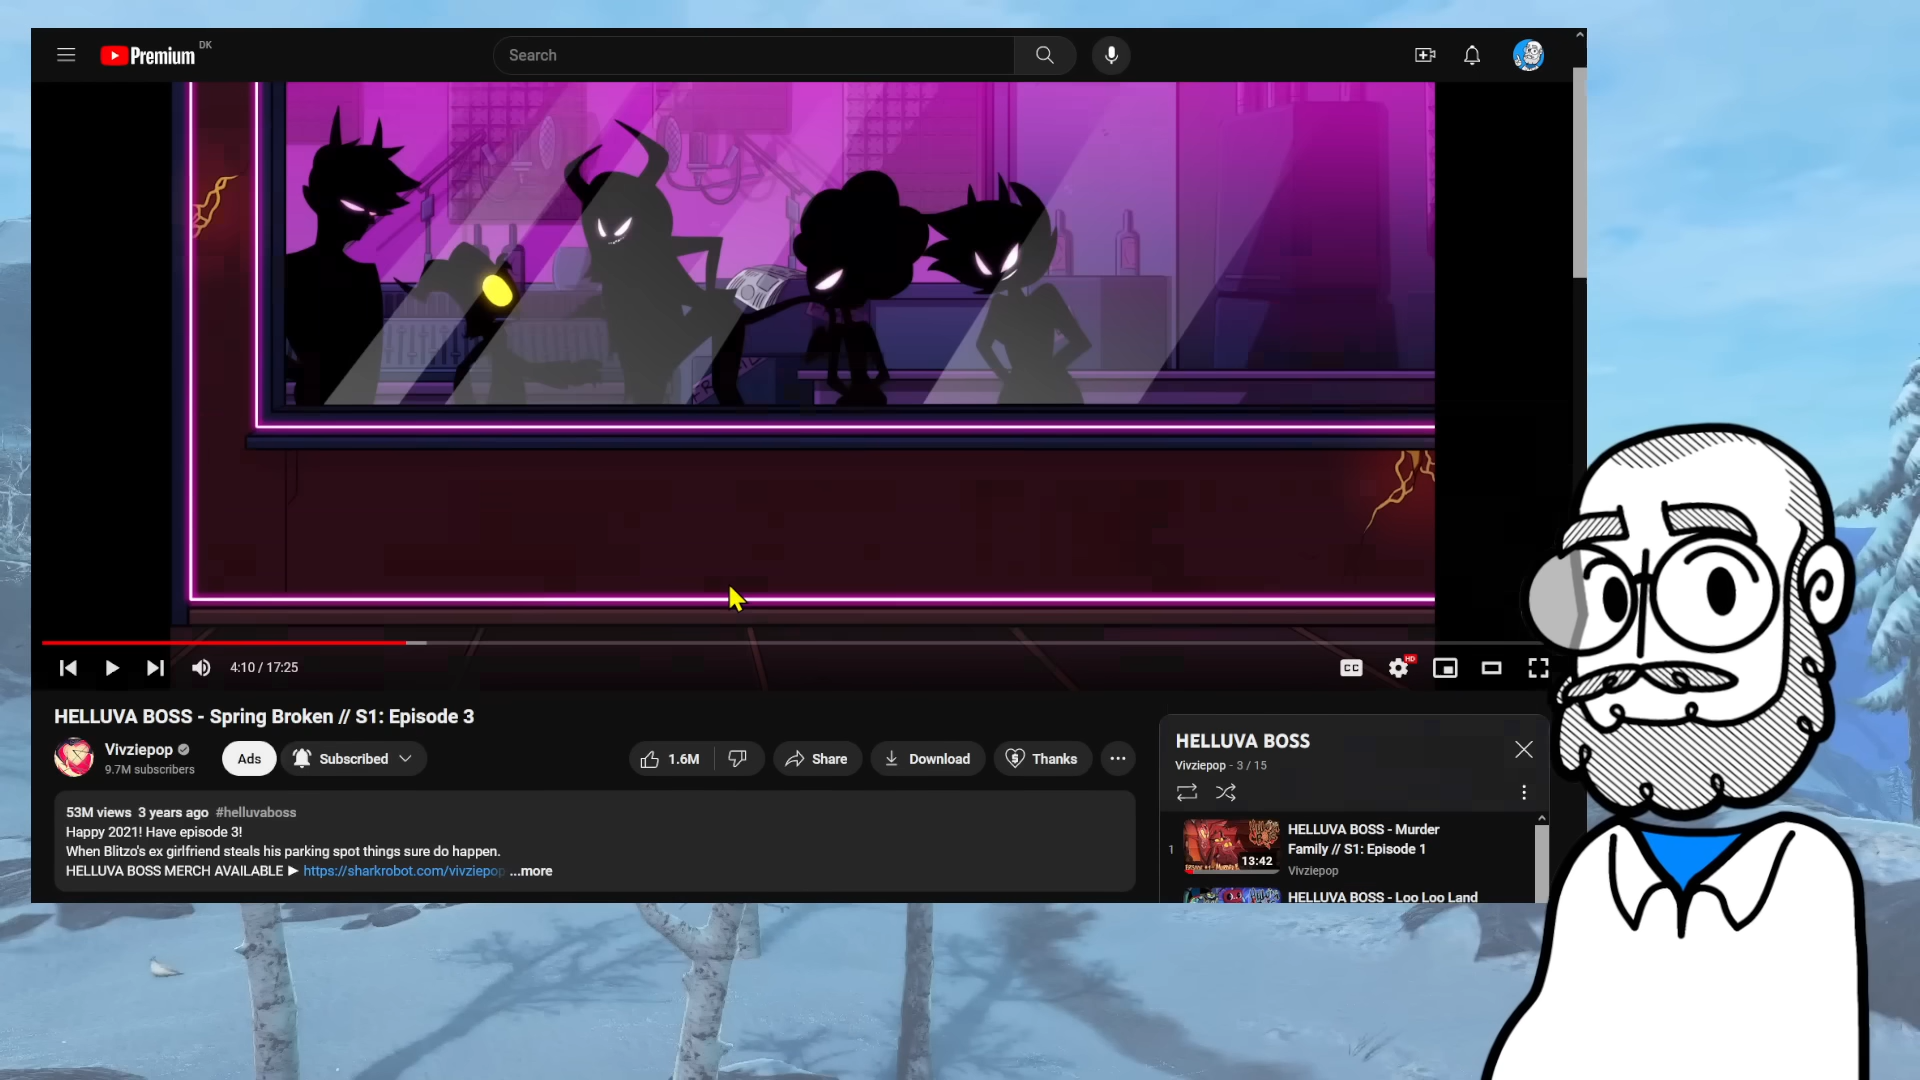 Premium DK
Search
4:10 / 17:25
CC
HD
HELLUVA BOSS - Spring Broken // S1: Episode 3
Vivziepop
9.7M subscribers
Ads
Subscribed
1.6M
Share
Download
Thanks
53M views 3 years ago #helluvaboss
Happy 2021! Have episode 3!
When Blitzo's ex girlfriend steals his parking spot things sure do happen.
HELLUVA BOSS MERCH AVAILABLE ► https://sharkrobot.com/vivziepop ...more
HELLUVA BOSS
Vivziepop - 3 / 15
1
13:42
HELLUVA BOSS - Murder
Family // S1: Episode 1
Vivziepop
HELLUVA BOSS - Loo Loo Land